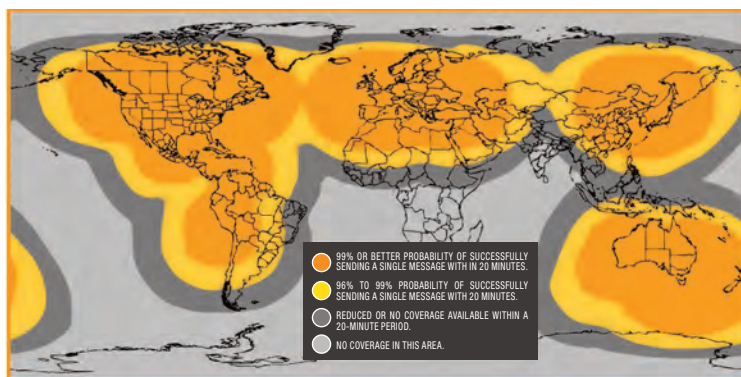 99% OR BETTER PROBABILITY OF SUCCESSFULLY
SENDING A SINGLE MESSAGE WITH IN 20 MINUTES.
96% TO 99% PROBABILITY OF SUCCESSFULLY
SENDING A SINGLE MESSAGE WITH 20 MINUTES.
REDUCED OR NO COVERAGE AVAILABLE WITHIN A
20-MINUTE PERIOD.
NO COVERAGE IN THIS AREA.